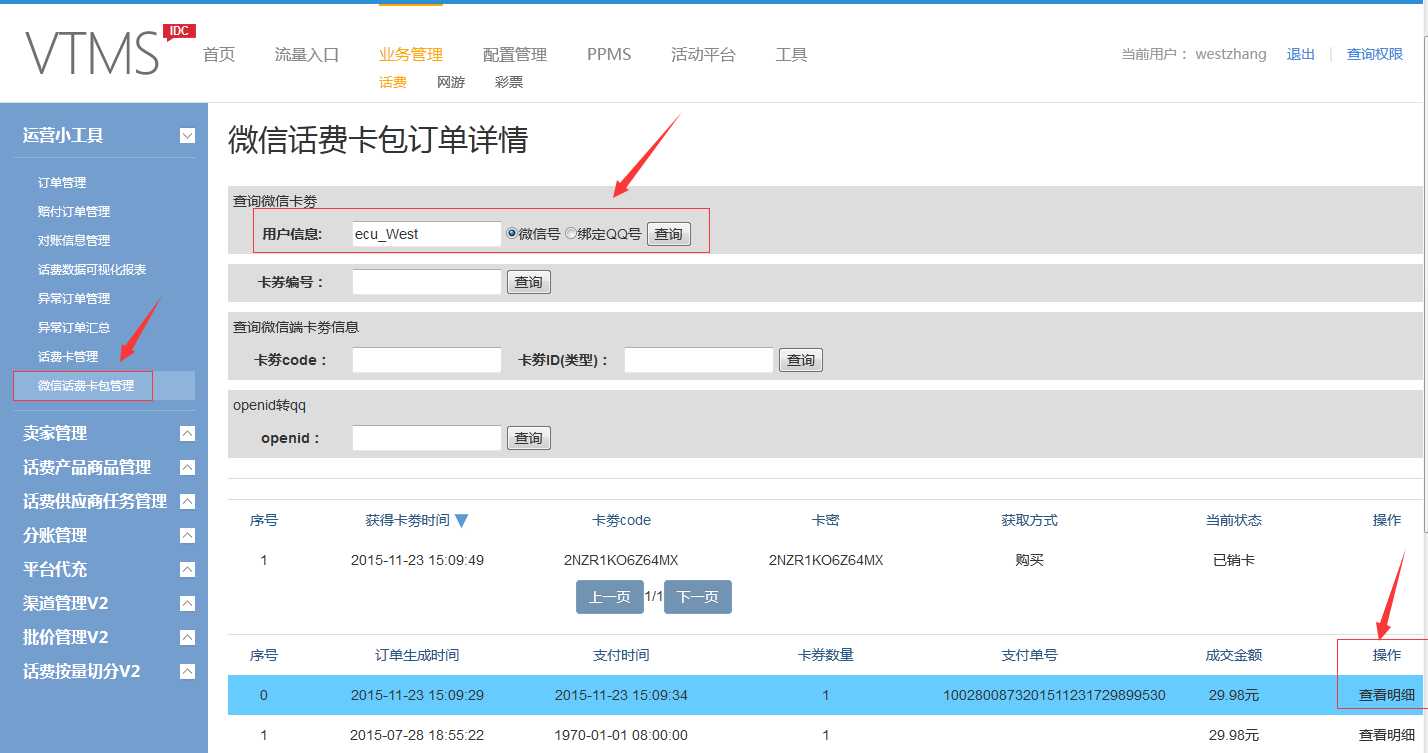 VTMS IDC
首页 流量入口 业务管理 配置管理 PPMS 活动平台 工具
当前用户： westzhang 退出 查询权限
话费 网游 彩票
运营小工具
订单管理
赔付订单管理
对账信息管理
话费数据可视化报表
异常订单管理
异常订单汇总
话费卡管理
微信话费卡包管理
卖家管理
话费产品商品管理
话费供应商任务管理
分账管理
平台代充
渠道管理V2
批价管理V2
话费按量切分V2
微信话费卡包订单详情
查询微信卡劵
用户信息: ecu_West 微信号 绑定QQ号 查询
卡券编号： 查询
查询微信端卡劵信息
卡劵code： 卡劵ID(类型)： 查询
openid转qq
openid： 查询
序号 获得卡劵时间 卡劵code 卡密 获取方式 当前状态 操作
1 2015-11-23 15:09:49 2NZR1KO6Z64MX 2NZR1KO6Z64MX 购买 已销卡
上一页 1/1 下一页
序号 订单生成时间 支付时间 卡券数量 支付单号 成交金额 操作
0 2015-11-23 15:09:29 2015-11-23 15:09:34 1 1002800873201511231729899530 29.98元 查看明细
1 2015-07-28 18:55:22 1970-01-01 08:00:00 1 29.98元 查看明细